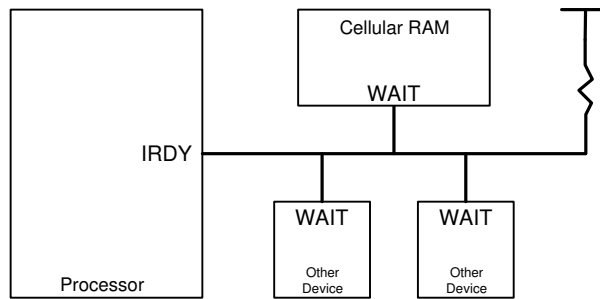 Cellular RAM
WAIT
IRDY
WAIT
WAIT
Other
Device
Other
Device
Processor